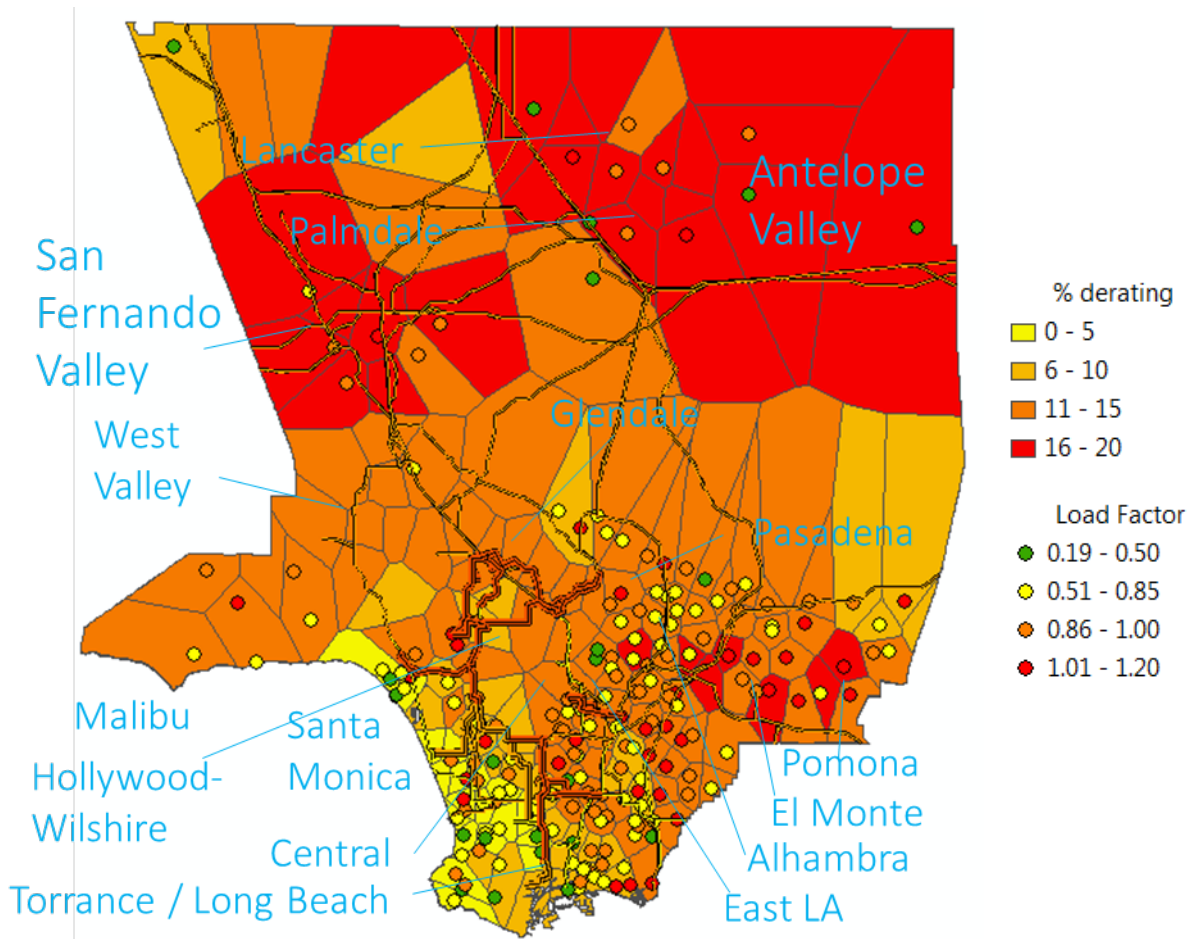 Lancaster
Antelope
Valley
Palmdale
San
Fernando
Valley
Glendale
West
Valley
Pasadena
Malibu
Santa
Monica
Hollywood-
Wilshire
Pomona
El Monte
Central
Alhambra
Torrance / Long Beach
East LA
% derating
0 - 5
6 - 10
11 - 15
16 - 20
Load Factor
0.19 - 0.50
0.51 - 0.85
0.86 - 1.00
1.01 - 1.20